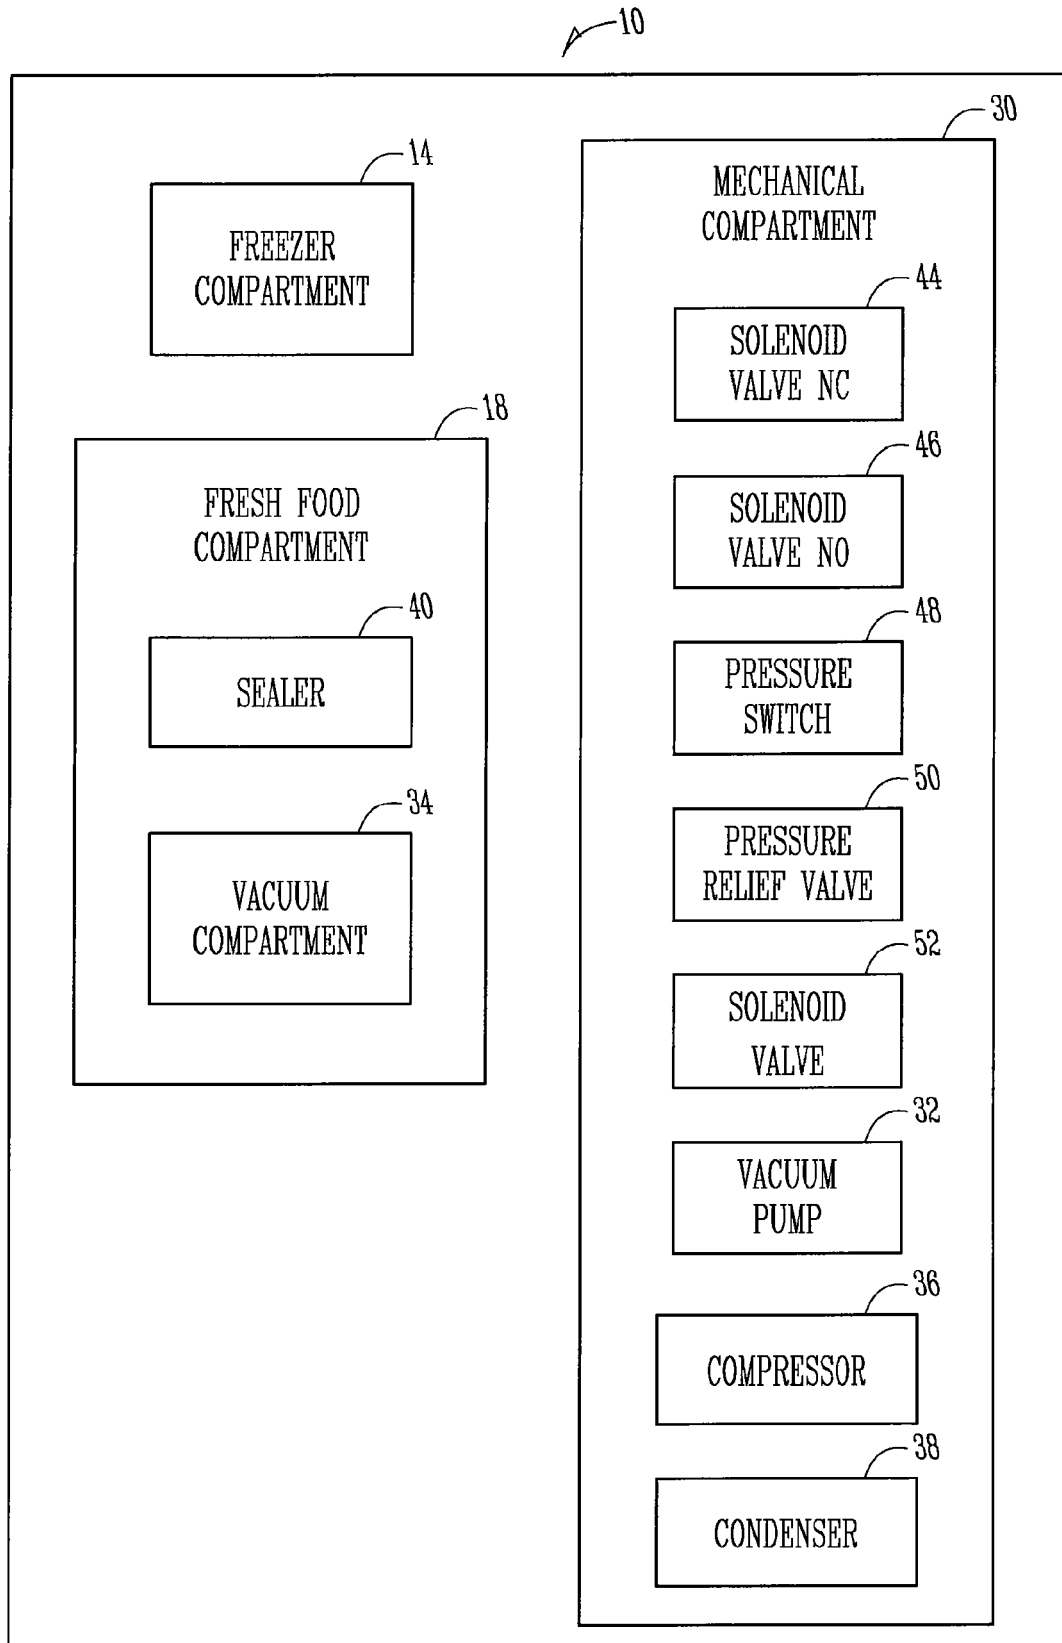 10
14
FREEZER
COMPARTMENT
18
FRESH FOOD
COMPARTMENT
40
SEALER
34
VACUUM
COMPARTMENT
30
MECHANICAL
COMPARTMENT
44
SOLENOID
VALVE NC
46
SOLENOID
VALVE NO
48
PRESSURE
SWITCH
50
PRESSURE
RELIEF VALVE
52
SOLENOID
VALVE
32
VACUUM
PUMP
36
COMPRESSOR
38
CONDENSER